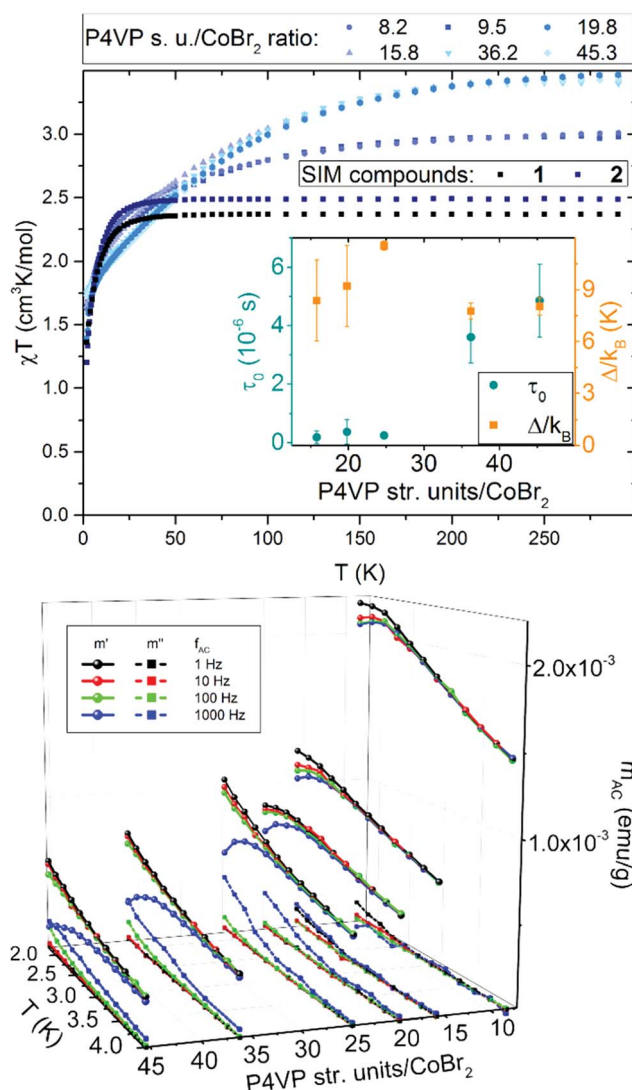 P4VP s. u./CoBr₂ ratio: 8.2 9.5 19.8
15.8 36.2 45.3
χT (cm³K/mol)
3.0
2.5
2.0
1.5
1.0
0.5
0.0
SIM compounds: 1 2
τ₀ (10⁻⁶ s)
6
4
2
0
Δ/k_B (K)
9
6
3
0
τ₀
Δ/k_B
20 30 40
P4VP str. units/CoBr₂
0 50 100 150 200 250
T (K)
m' m'' f_AC
1 Hz
10 Hz
100 Hz
1000 Hz
m_AC (emu/g)
2.0x10⁻³
1.0x10⁻³
T (K)
2.0
2.5
3.0
3.5
4.0
45 40 35 30 25 20 15 10
P4VP str. units/CoBr₂